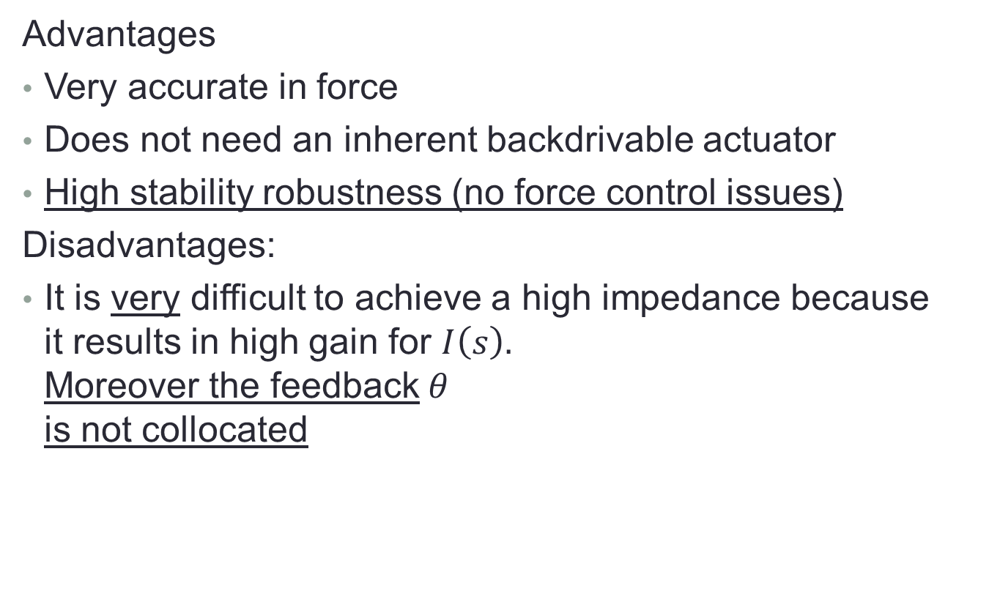 Advantages
• Very accurate in force
• Does not need an inherent backdrivable actuator
• High stability robustness (no force control issues)
Disadvantages:
• It is very difficult to achieve a high impedance because
it results in high gain for I(s).
Moreover the feedback θ
is not collocated